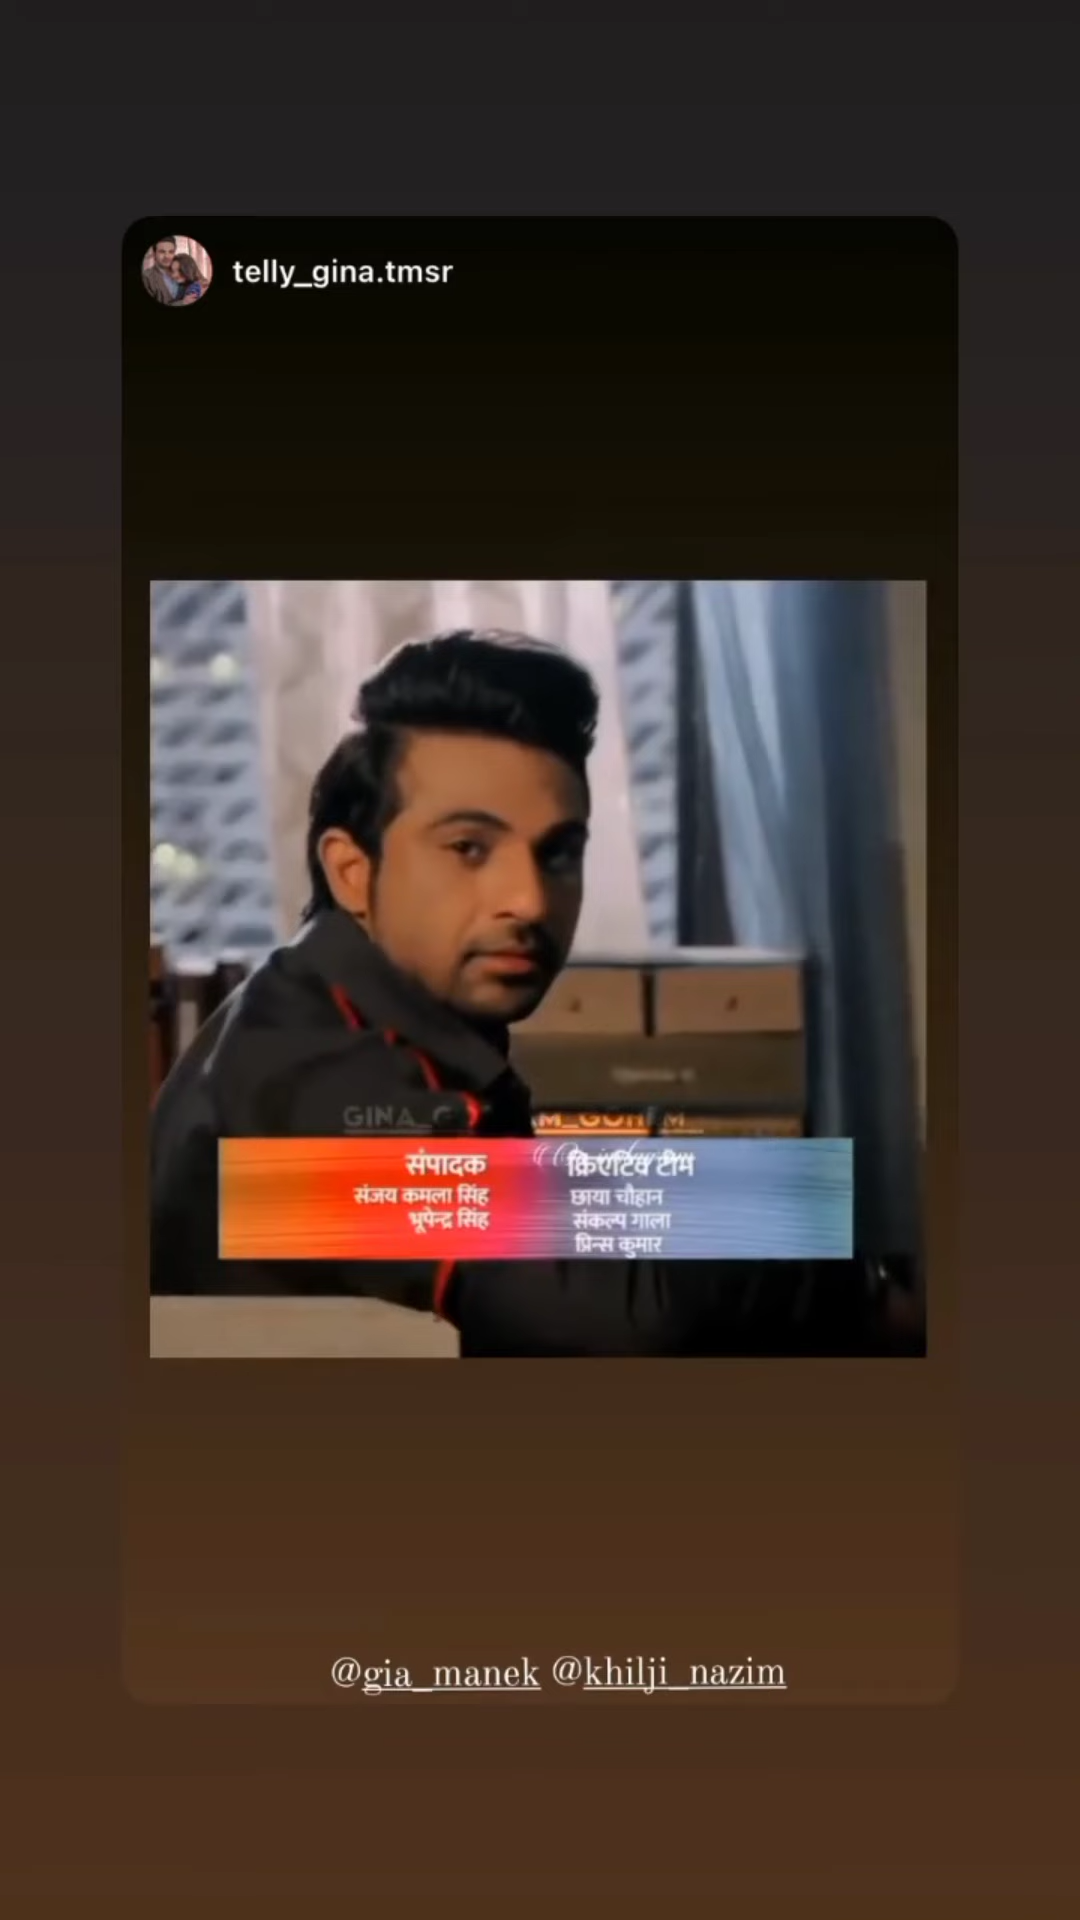 telly_gina.tmsr
संपादक
संजय कमला सिंह
भूपेन्द्र सिंह
क्रिएटिव टीम
छाया चौहान
संकल्प गाला
प्रिन्स कुमार
@gia_manek @khilji_nazim